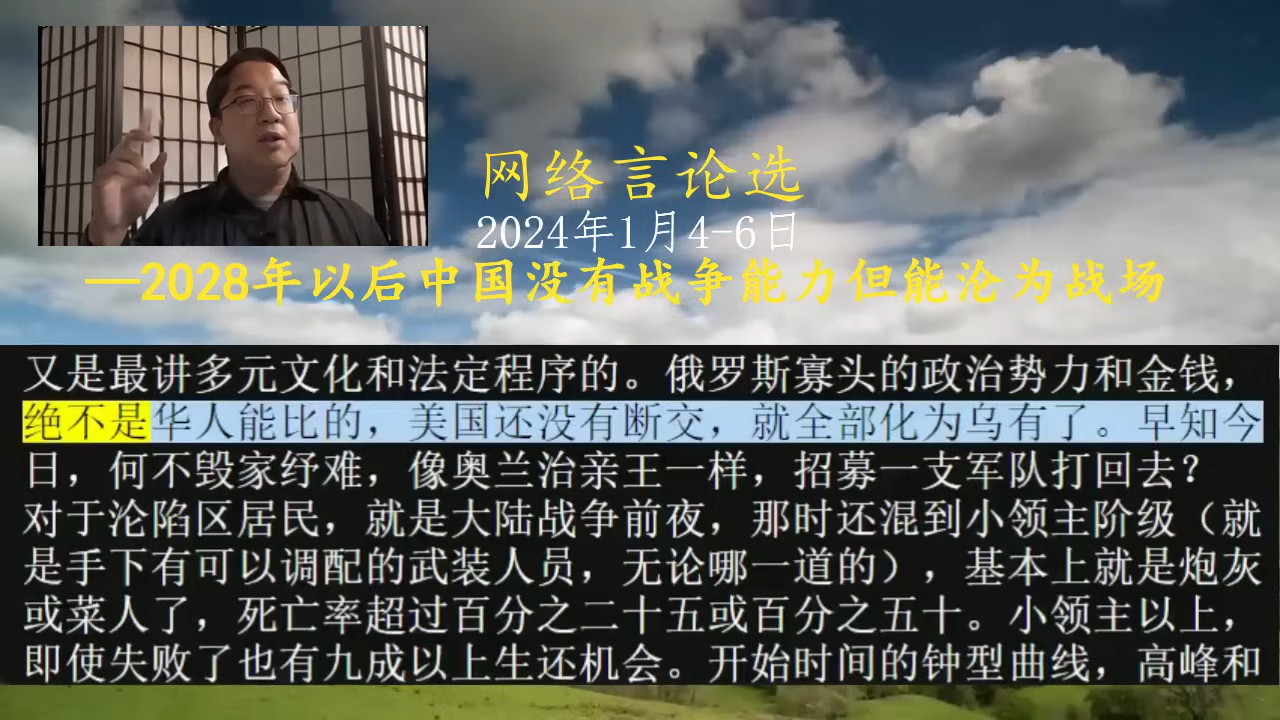 网络言论选
2024年1月4-6日
—2028年以后中国没有战争能力但能沦为战场
又是最讲多元文化和法定程序的。俄罗斯寡头的政治势力和金钱，
绝不是华人能比的，美国还没有断交，就全部化为乌有了。早知今
日，何不毁家纾难，像奥兰治亲王一样，招募一支军队打回去？
对于沦陷区居民，就是大陆战争前夜，那时还混到小领主阶级（就
是手下有可以调配的武装人员，无论哪一道的），基本上就是炮灰
或菜人了，死亡率超过百分之二十五或百分之五十。小领主以上，
即使失败了也有九成以上生还机会。开始时间的钟型曲线，高峰和